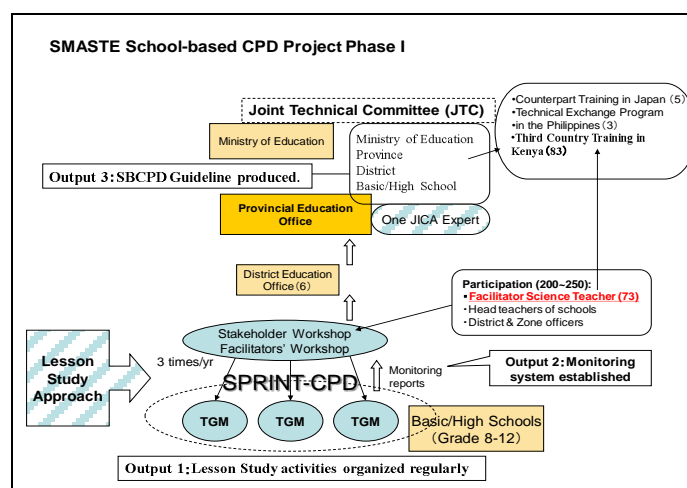 SMASTE School-based CPD Project Phase I
Joint Technical Committee (JTC)
Ministry of Education
Ministry of Education
Province
District
Basic/High School
•Counterpart Training in Japan (5)
•Technical Exchange Program
in the Philippines (3)
•Third Country Training in
Kenya (83)
Output 3:SBCPD Guideline produced.
Provincial Education
Office
One JICA Expert
District Education
Office(6)
Participation (200~250):
▪Facilitator Science Teacher (73)
•Head teachers of schools
•District & Zone officers
Stakeholder Workshop
Facilitators' Workshop
Lesson
Study
Approach
3 times/yr
SPRINT-CPD
Monitoring
reports
Output 2:Monitoring
system established
TGM
TGM
TGM
Basic/High Schools
(Grade 8-12)
Output 1:Lesson Study activities organized regularly